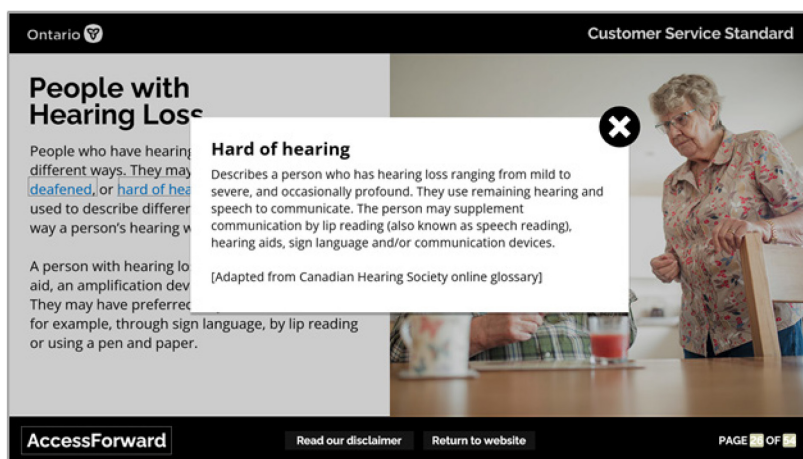 Ontario
Customer Service Standard
People with
Hearing Loss
People who have hearing
different ways. They may
deafened, or hard of hea
used to describe differen
way a person's hearing w
A person with hearing lo
aid, an amplification dev
They may have preferred
for example, through sign language, by lip reading
or using a pen and paper.
Hard of hearing
Describes a person who has hearing loss ranging from mild to
severe, and occasionally profound. They use remaining hearing and
speech to communicate. The person may supplement
communication by lip reading (also known as speech reading),
hearing aids, sign language and/or communication devices.
[Adapted from Canadian Hearing Society online glossary]
AccessForward
Read our disclaimer
Return to website
PAGE 26 OF 54